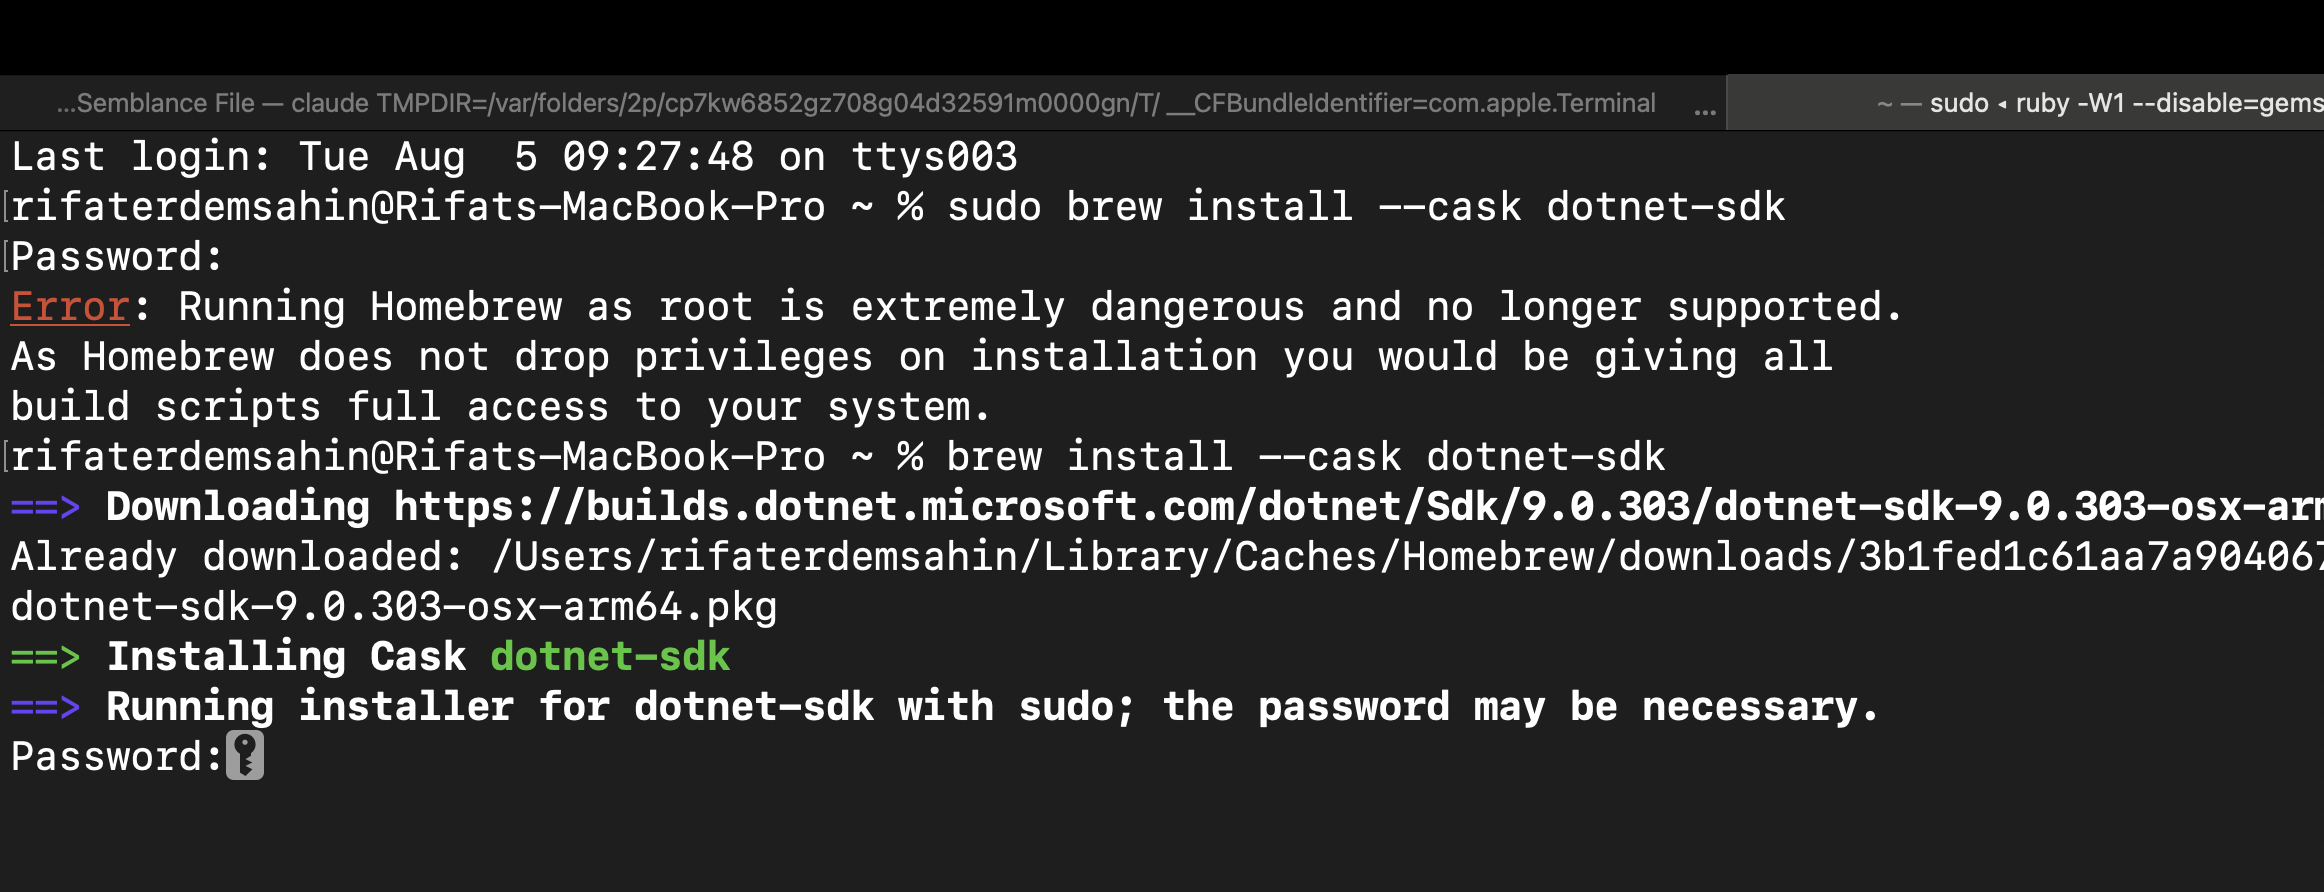 ...Semblance File — claude TMPDIR=/var/folders/2p/cp7kw6852gz708g04d32591m0000gn/T/ __CFBundleIdentifier=com.apple.Terminal ...
~ — sudo ◂ ruby -W1 --disable=gems
Last login: Tue Aug  5 09:27:48 on ttys003
[rifaterdemsahin@Rifats-MacBook-Pro ~ % sudo brew install --cask dotnet-sdk
[Password:
Error: Running Homebrew as root is extremely dangerous and no longer supported.
As Homebrew does not drop privileges on installation you would be giving all
build scripts full access to your system.
[rifaterdemsahin@Rifats-MacBook-Pro ~ % brew install --cask dotnet-sdk
==> Downloading https://builds.dotnet.microsoft.com/dotnet/Sdk/9.0.303/dotnet-sdk-9.0.303-osx-arm
Already downloaded: /Users/rifaterdemsahin/Library/Caches/Homebrew/downloads/3b1fed1c61aa7a904067
dotnet-sdk-9.0.303-osx-arm64.pkg
==> Installing Cask dotnet-sdk
==> Running installer for dotnet-sdk with sudo; the password may be necessary.
Password: